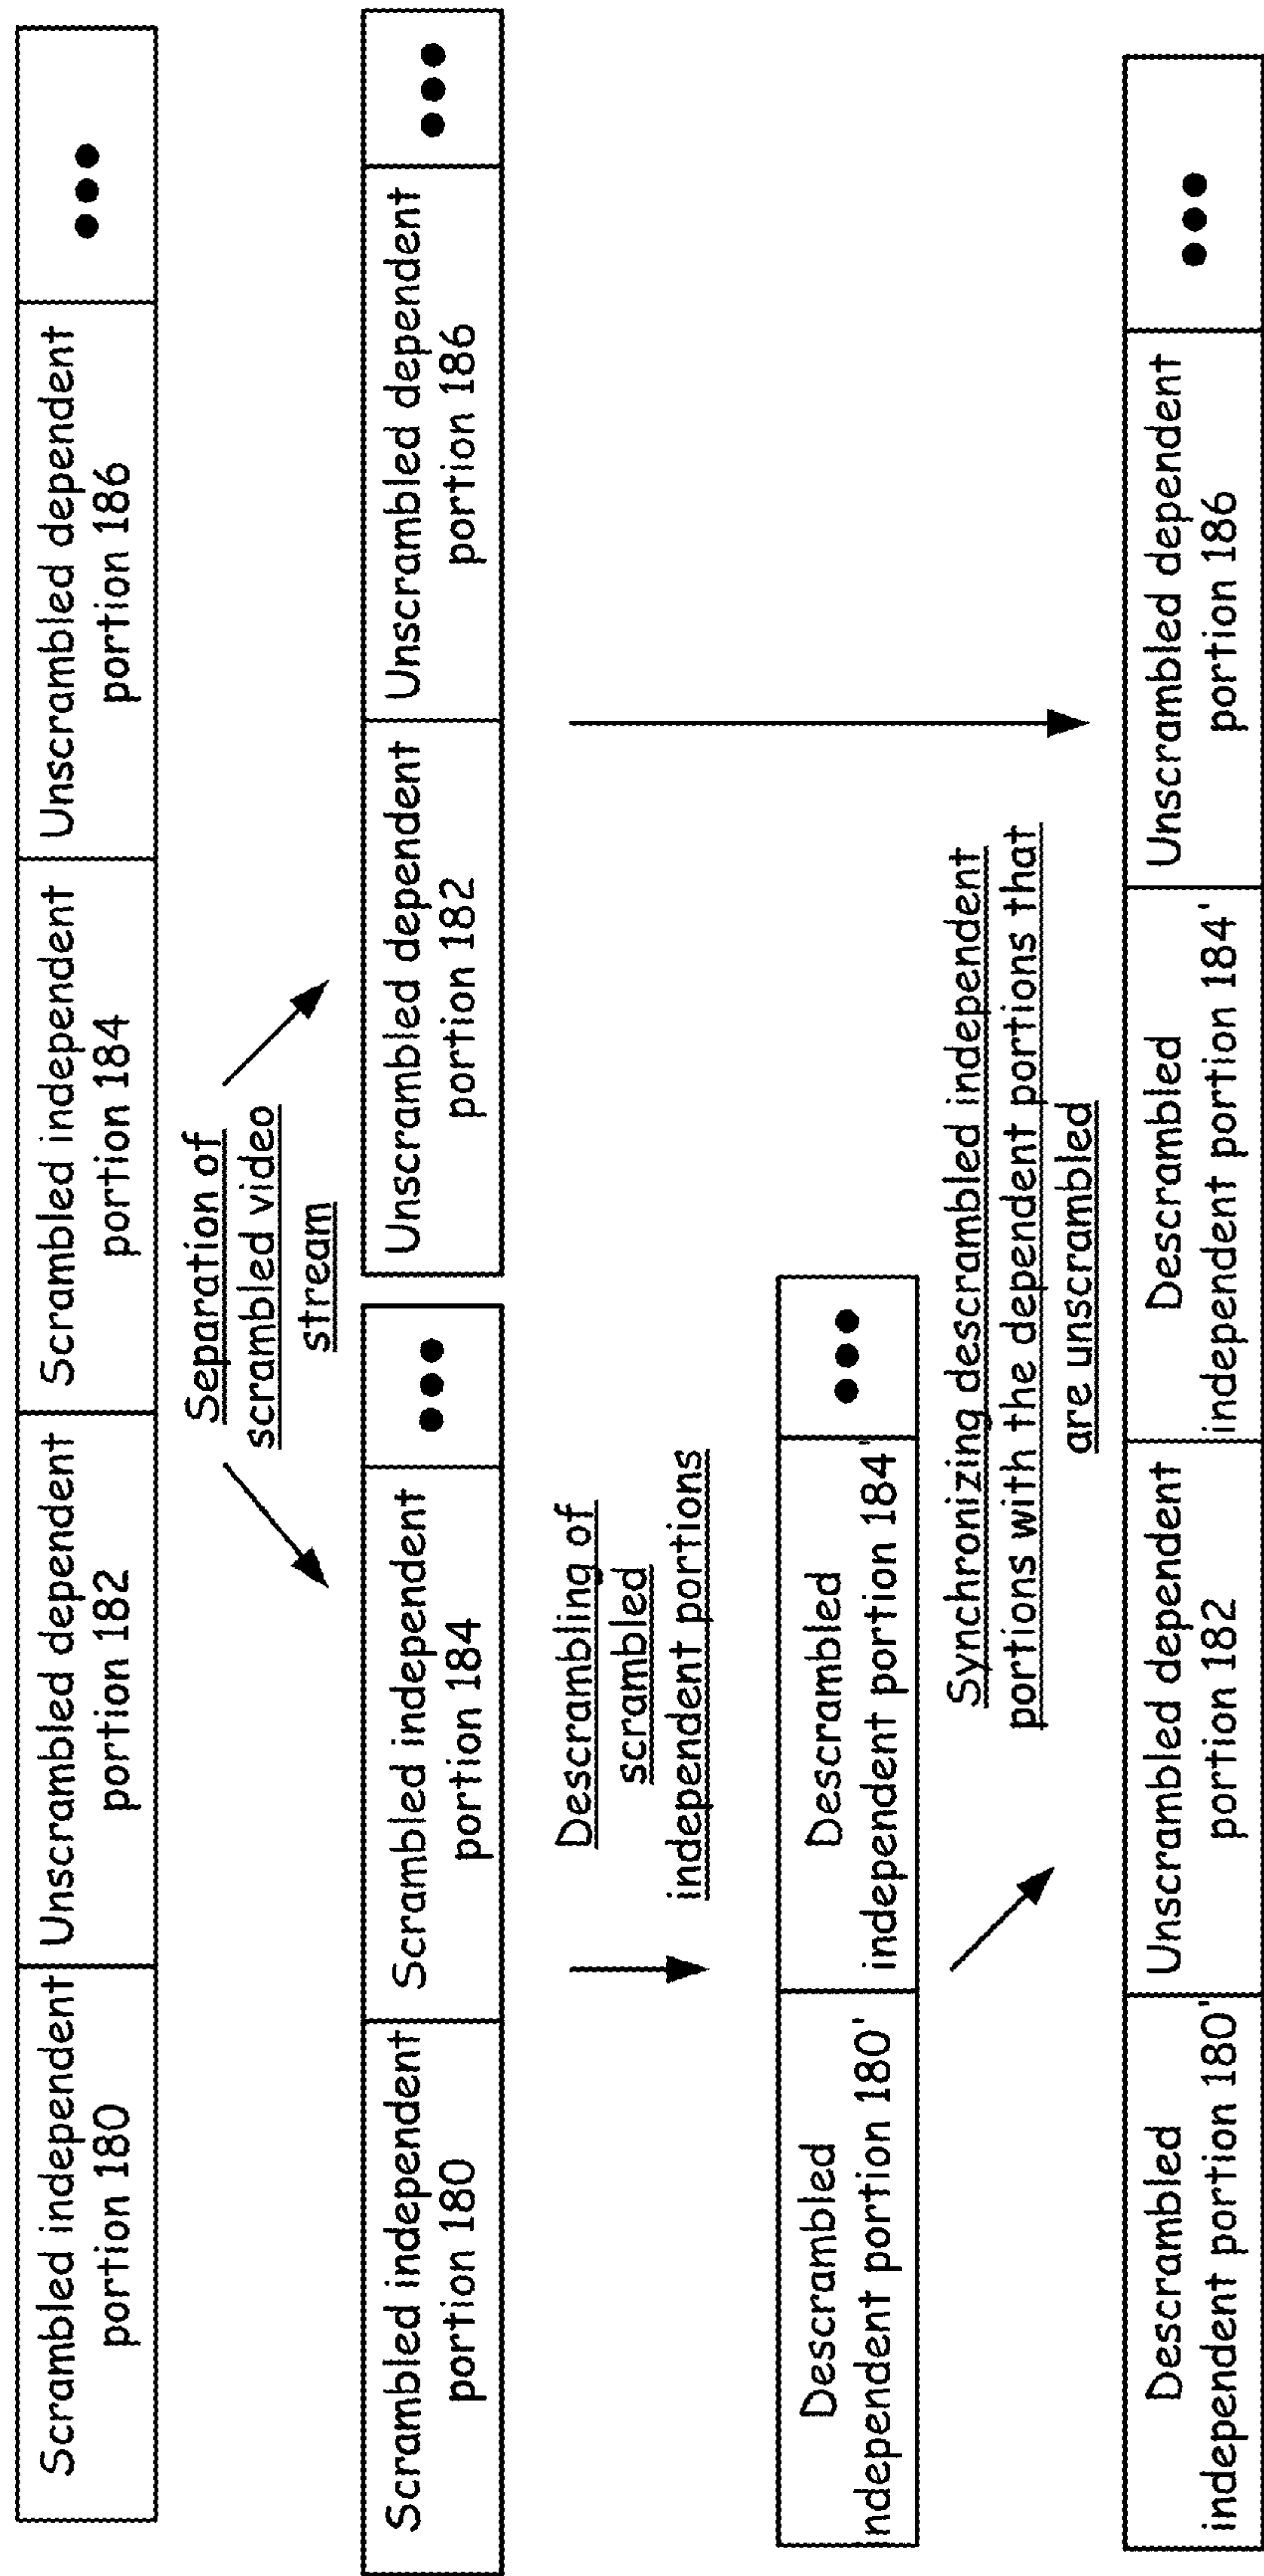 Scrambled independent
portion 180
Unscrambled dependent
portion 182
Scrambled independent
portion 184
Unscrambled dependent
portion 186
●●●
Separation of
scrambled video
stream
Scrambled independent
portion 180
Scrambled independent
portion 184
●●●
Unscrambled dependent
portion 182
Unscrambled dependent
portion 186
●●●
Descrambling of
scrambled
independent portions
Descrambled
ndependent portion 180'
Descrambled
independent portion 184'
●●●
Synchronizing descrambled independent
portions with the dependent portions that
are unscrambled
Descrambled
independent portion 180'
Unscrambled dependent
portion 182
Descrambled
independent portion 184'
Unscrambled dependent
portion 186
●●●